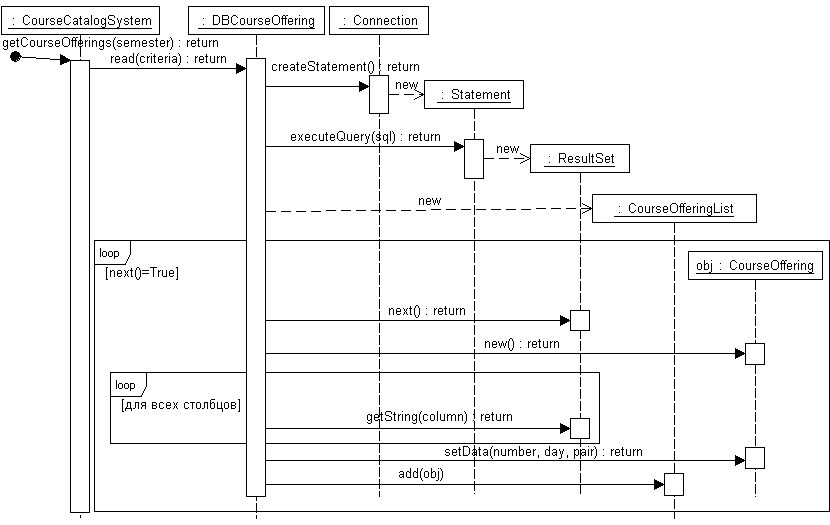 : CourseCatalogSystem
: DBCourseOffering
: Connection
getCourseOfferings(semester) : return
read(criteria) : return
createStatement() : return
new
: Statement
executeQuery(sql) : return
new
: ResultSet
new
: CourseOfferingList
loop
[next()=True]
obj : CourseOffering
next() : return
new() : return
loop
[для всех столбцов]
getString(column) : return
setData(number, day, pair) : return
add(obj)